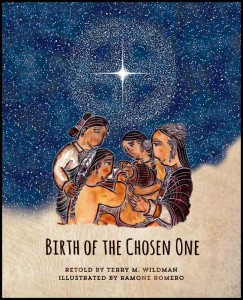 BIRTH OF THE CHOSEN ONE
RETOLD BY TERRY M. WILDMAN
ILLUSTRATED BY RAMONE ROMERO